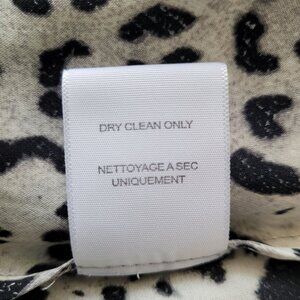 DRY CLEAN ONLY
NETTOYAGE A SEC
UNIQUEMENT